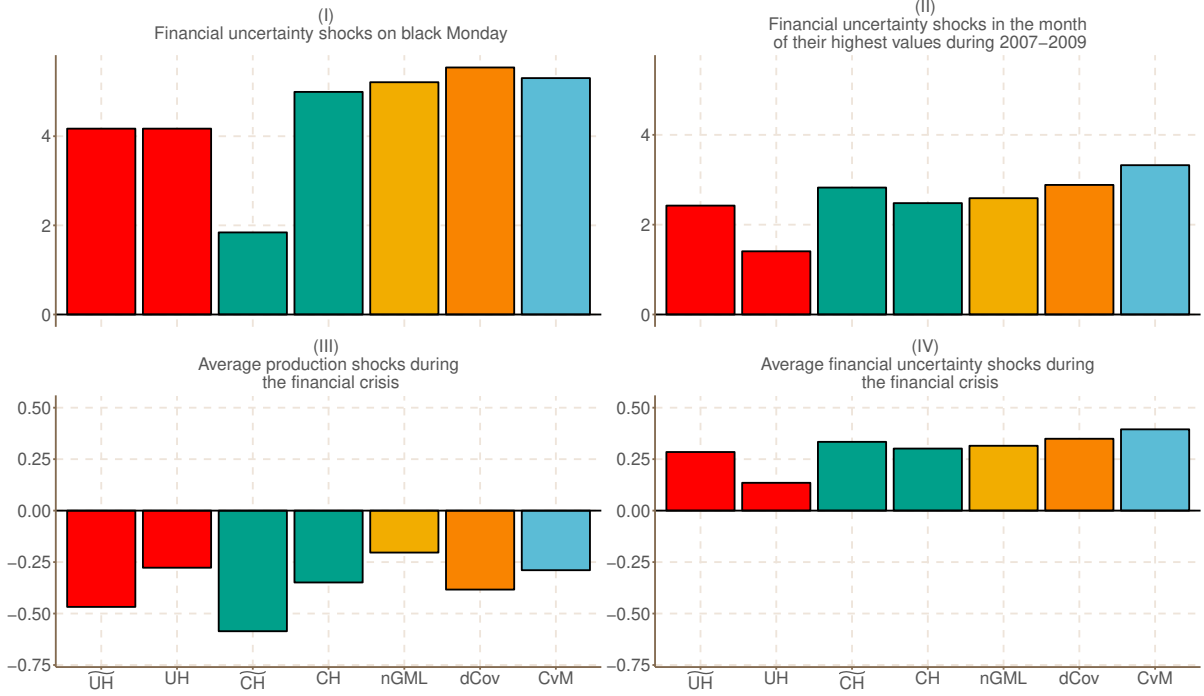 (I)
Financial uncertainty shocks on black Monday
4
2
0
(II)
Financial uncertainty shocks in the month
of their highest values during 2007−2009
4
2
0
(III)
Average production shocks during
the financial crisis
0.50
0.25
0.00
−0.25
−0.50
−0.75
U͠H UH C͠H CH nGML dCov CvM
(IV)
Average financial uncertainty shocks during
the financial crisis
0.50
0.25
0.00
−0.25
−0.50
−0.75
U͠H UH C͠H CH nGML dCov CvM